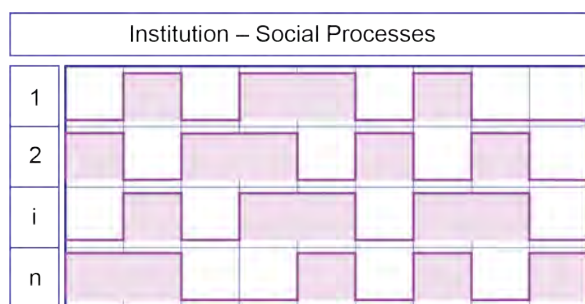 Institution – Social Processes
1
2
i
n